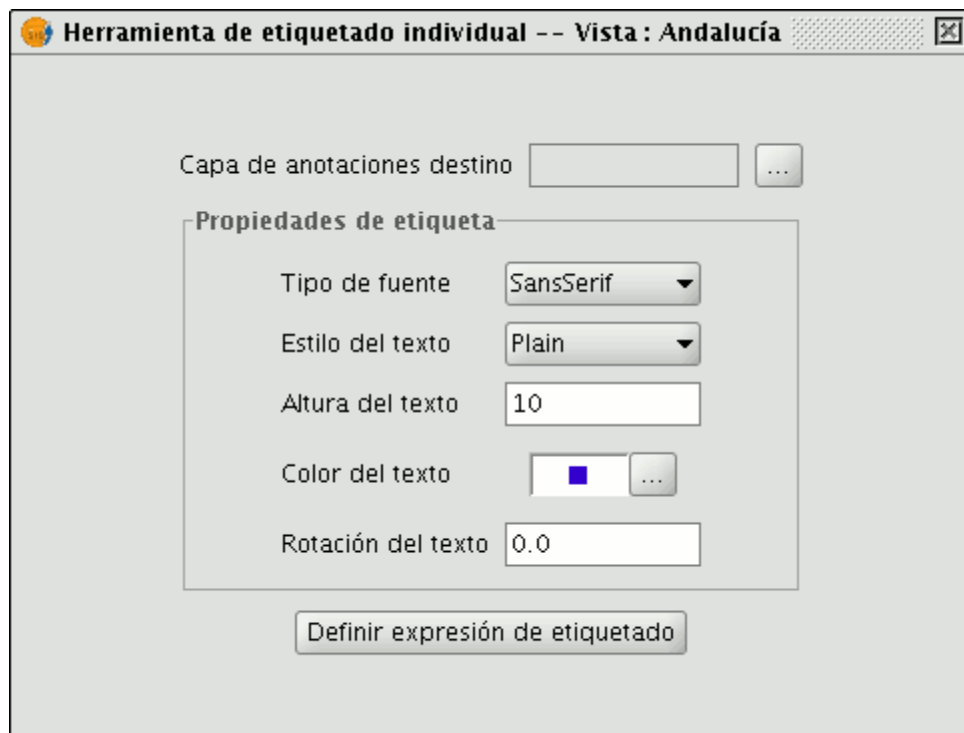 Herramienta de etiquetado individual -- Vista : Andalucía
Capa de anotaciones destino ...
Propiedades de etiqueta
Tipo de fuente SansSerif
Estilo del texto Plain
Altura del texto 10
Color del texto ...
Rotación del texto 0.0
Definir expresión de etiquetado